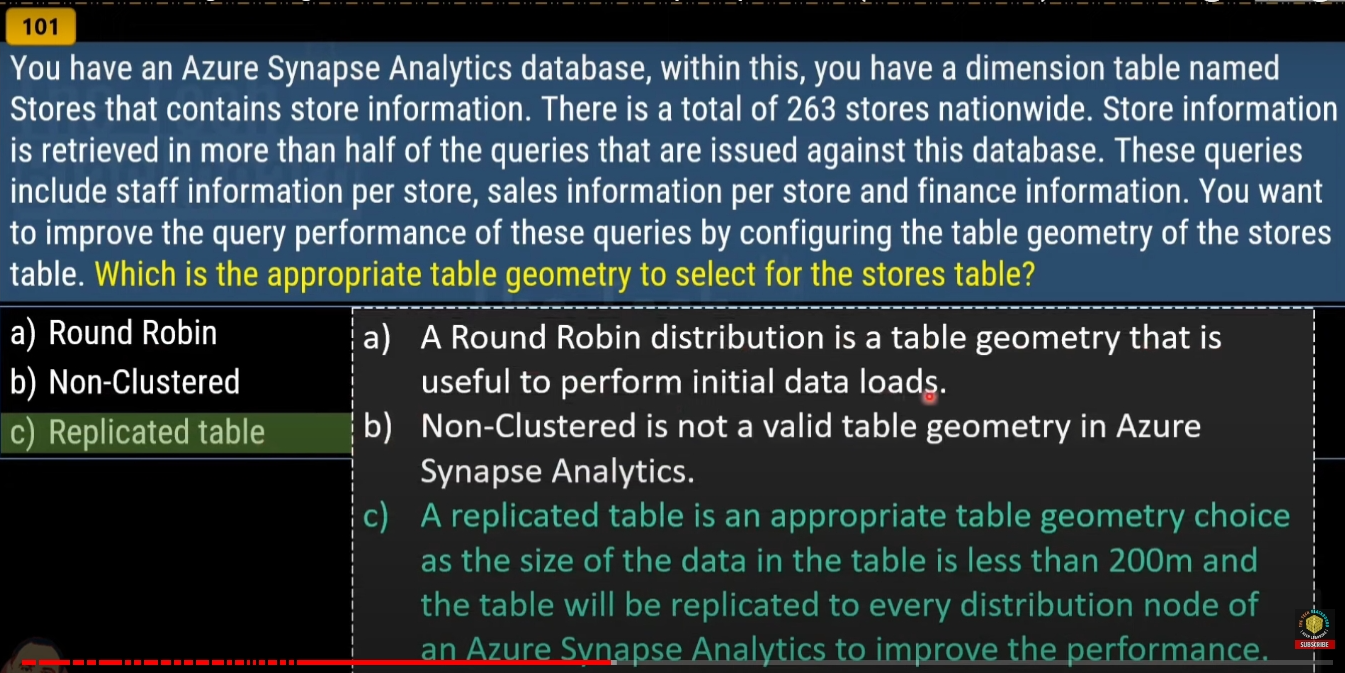 101
You have an Azure Synapse Analytics database, within this, you have a dimension table named
Stores that contains store information. There is a total of 263 stores nationwide. Store information
is retrieved in more than half of the queries that are issued against this database. These queries
include staff information per store, sales information per store and finance information. You want
to improve the query performance of these queries by configuring the table geometry of the stores
table. Which is the appropriate table geometry to select for the stores table?
a) Round Robin
b) Non-Clustered
c) Replicated table
a) A Round Robin distribution is a table geometry that is
useful to perform initial data loads.
b) Non-Clustered is not a valid table geometry in Azure
Synapse Analytics.
c) A replicated table is an appropriate table geometry choice
as the size of the data in the table is less than 200m and
the table will be replicated to every distribution node of
an Azure Synapse Analytics to improve the performance.
SUBSCRIBE